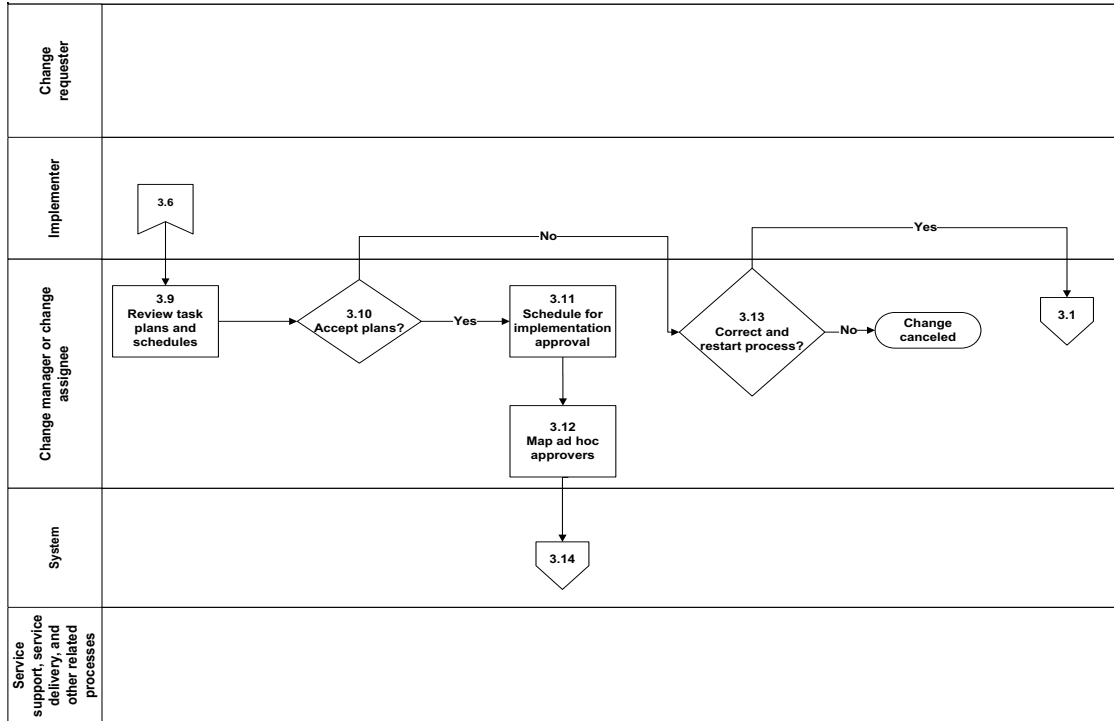 Change
requester
Implementer
3.6
No
Yes
Change manager or change
assignee
3.9
Review task
plans and
schedules
3.10
Accept plans?
Yes
3.11
Schedule for
implementation
approval
3.13
Correct and
restart process?
No
Change
canceled
3.1
3.12
Map ad hoc
approvers
System
3.14
Service
support, service
delivery, and
other related
processes